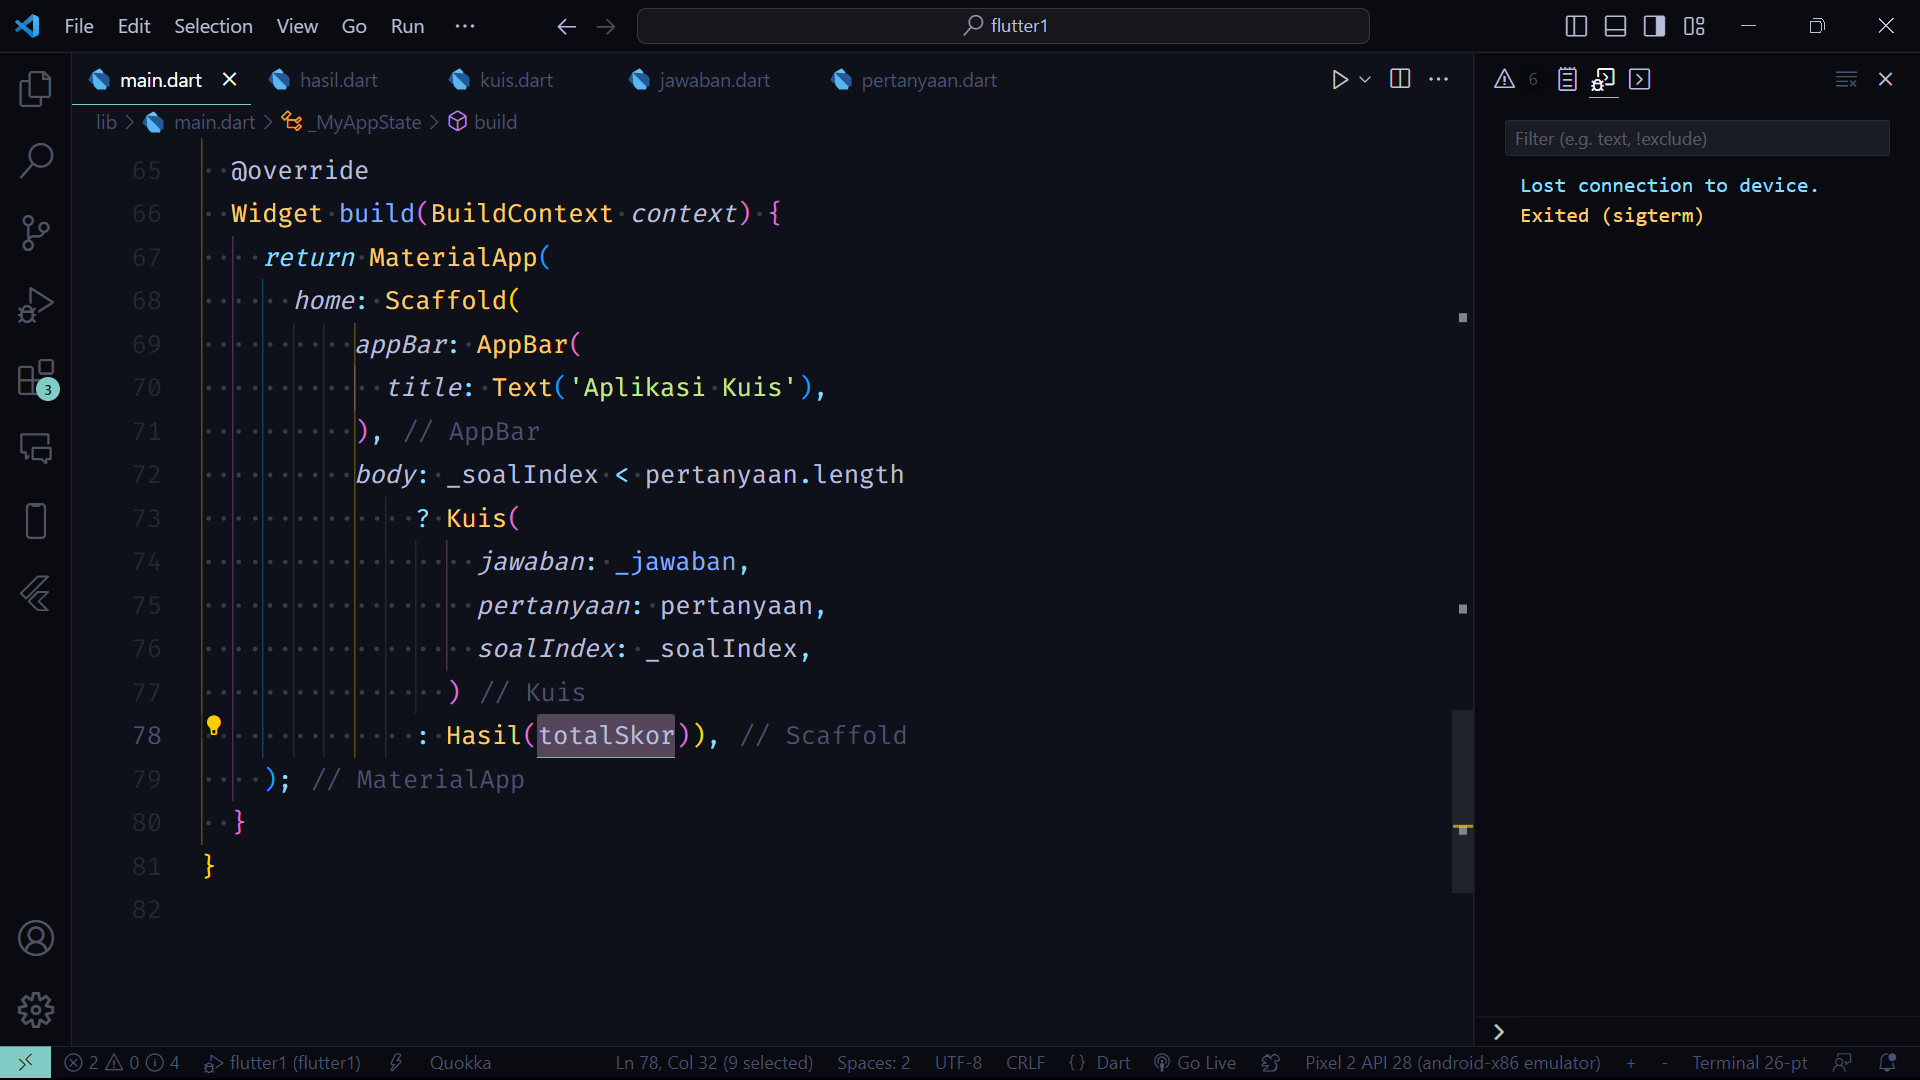 File Edit Selection View Go Run ··· flutter1
main.dart hasil.dart kuis.dart jawaban.dart pertanyaan.dart 6
lib > main.dart > _MyAppState > build
Filter (e.g. text, !exclude)
Lost connection to device.
Exited (sigterm)
65 @override
66 Widget build(BuildContext context) {
67 return MaterialApp(
68 home: Scaffold(
69 appBar: AppBar(
70 title: Text('Aplikasi Kuis'),
71 ), // AppBar
72 body: _soalIndex < pertanyaan.length
73 ? Kuis(
74 jawaban: _jawaban,
75 pertanyaan: pertanyaan,
76 soalIndex: _soalIndex,
77 ) // Kuis
78 : Hasil(totalSkor)), // Scaffold
79 ); // MaterialApp
80 }
81 }
82
3
2 0 4 flutter1 (flutter1) Quokka Ln 78, Col 32 (9 selected) Spaces: 2 UTF-8 CRLF {} Dart Go Live Pixel 2 API 28 (android-x86 emulator) + - Terminal 26-pt